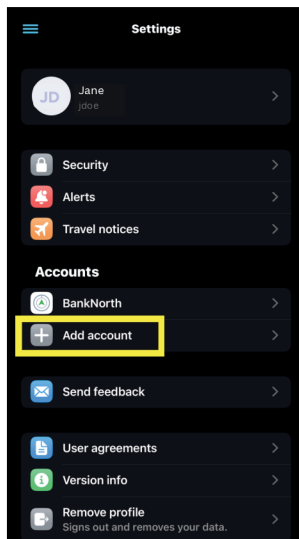 Settings
JD
Jane
jdoe
Security
Alerts
Travel notices
Accounts
BankNorth
Add account
Send feedback
User agreements
Version info
Remove profile
Signs out and removes your data.